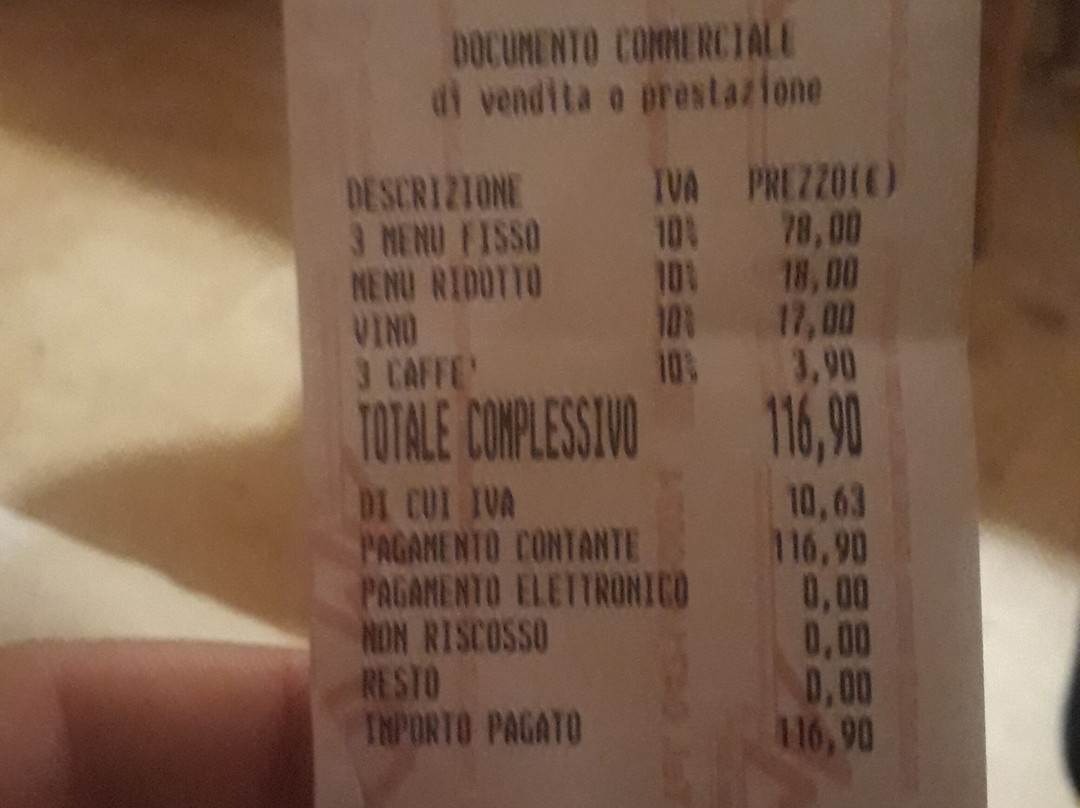 DOCUMENTO COMMERCIALE
di vendita o prestazione
DESCRIZIONE IVA PREZZO(€)
3 MENU FISSO 10% 78,00
MENU RIDOTTO 10% 18,00
VINO 10% 17,00
3 CAFFE' 10% 3,90
TOTALE COMPLESSIVO 116,90
DI CUI IVA 10,63
PAGAMENTO CONTANTE 116,90
PAGAMENTO ELETTRONICO 0,00
NON RISCOSSO 0,00
RESTO 0,00
IMPORTO PAGATO 116,90